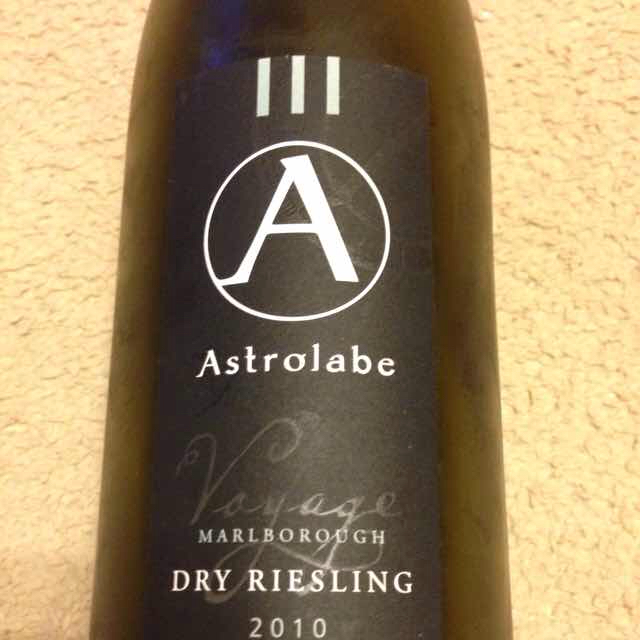 A
Astrolabe
Voyage
MARLBOROUGH
DRY RIESLING
2010